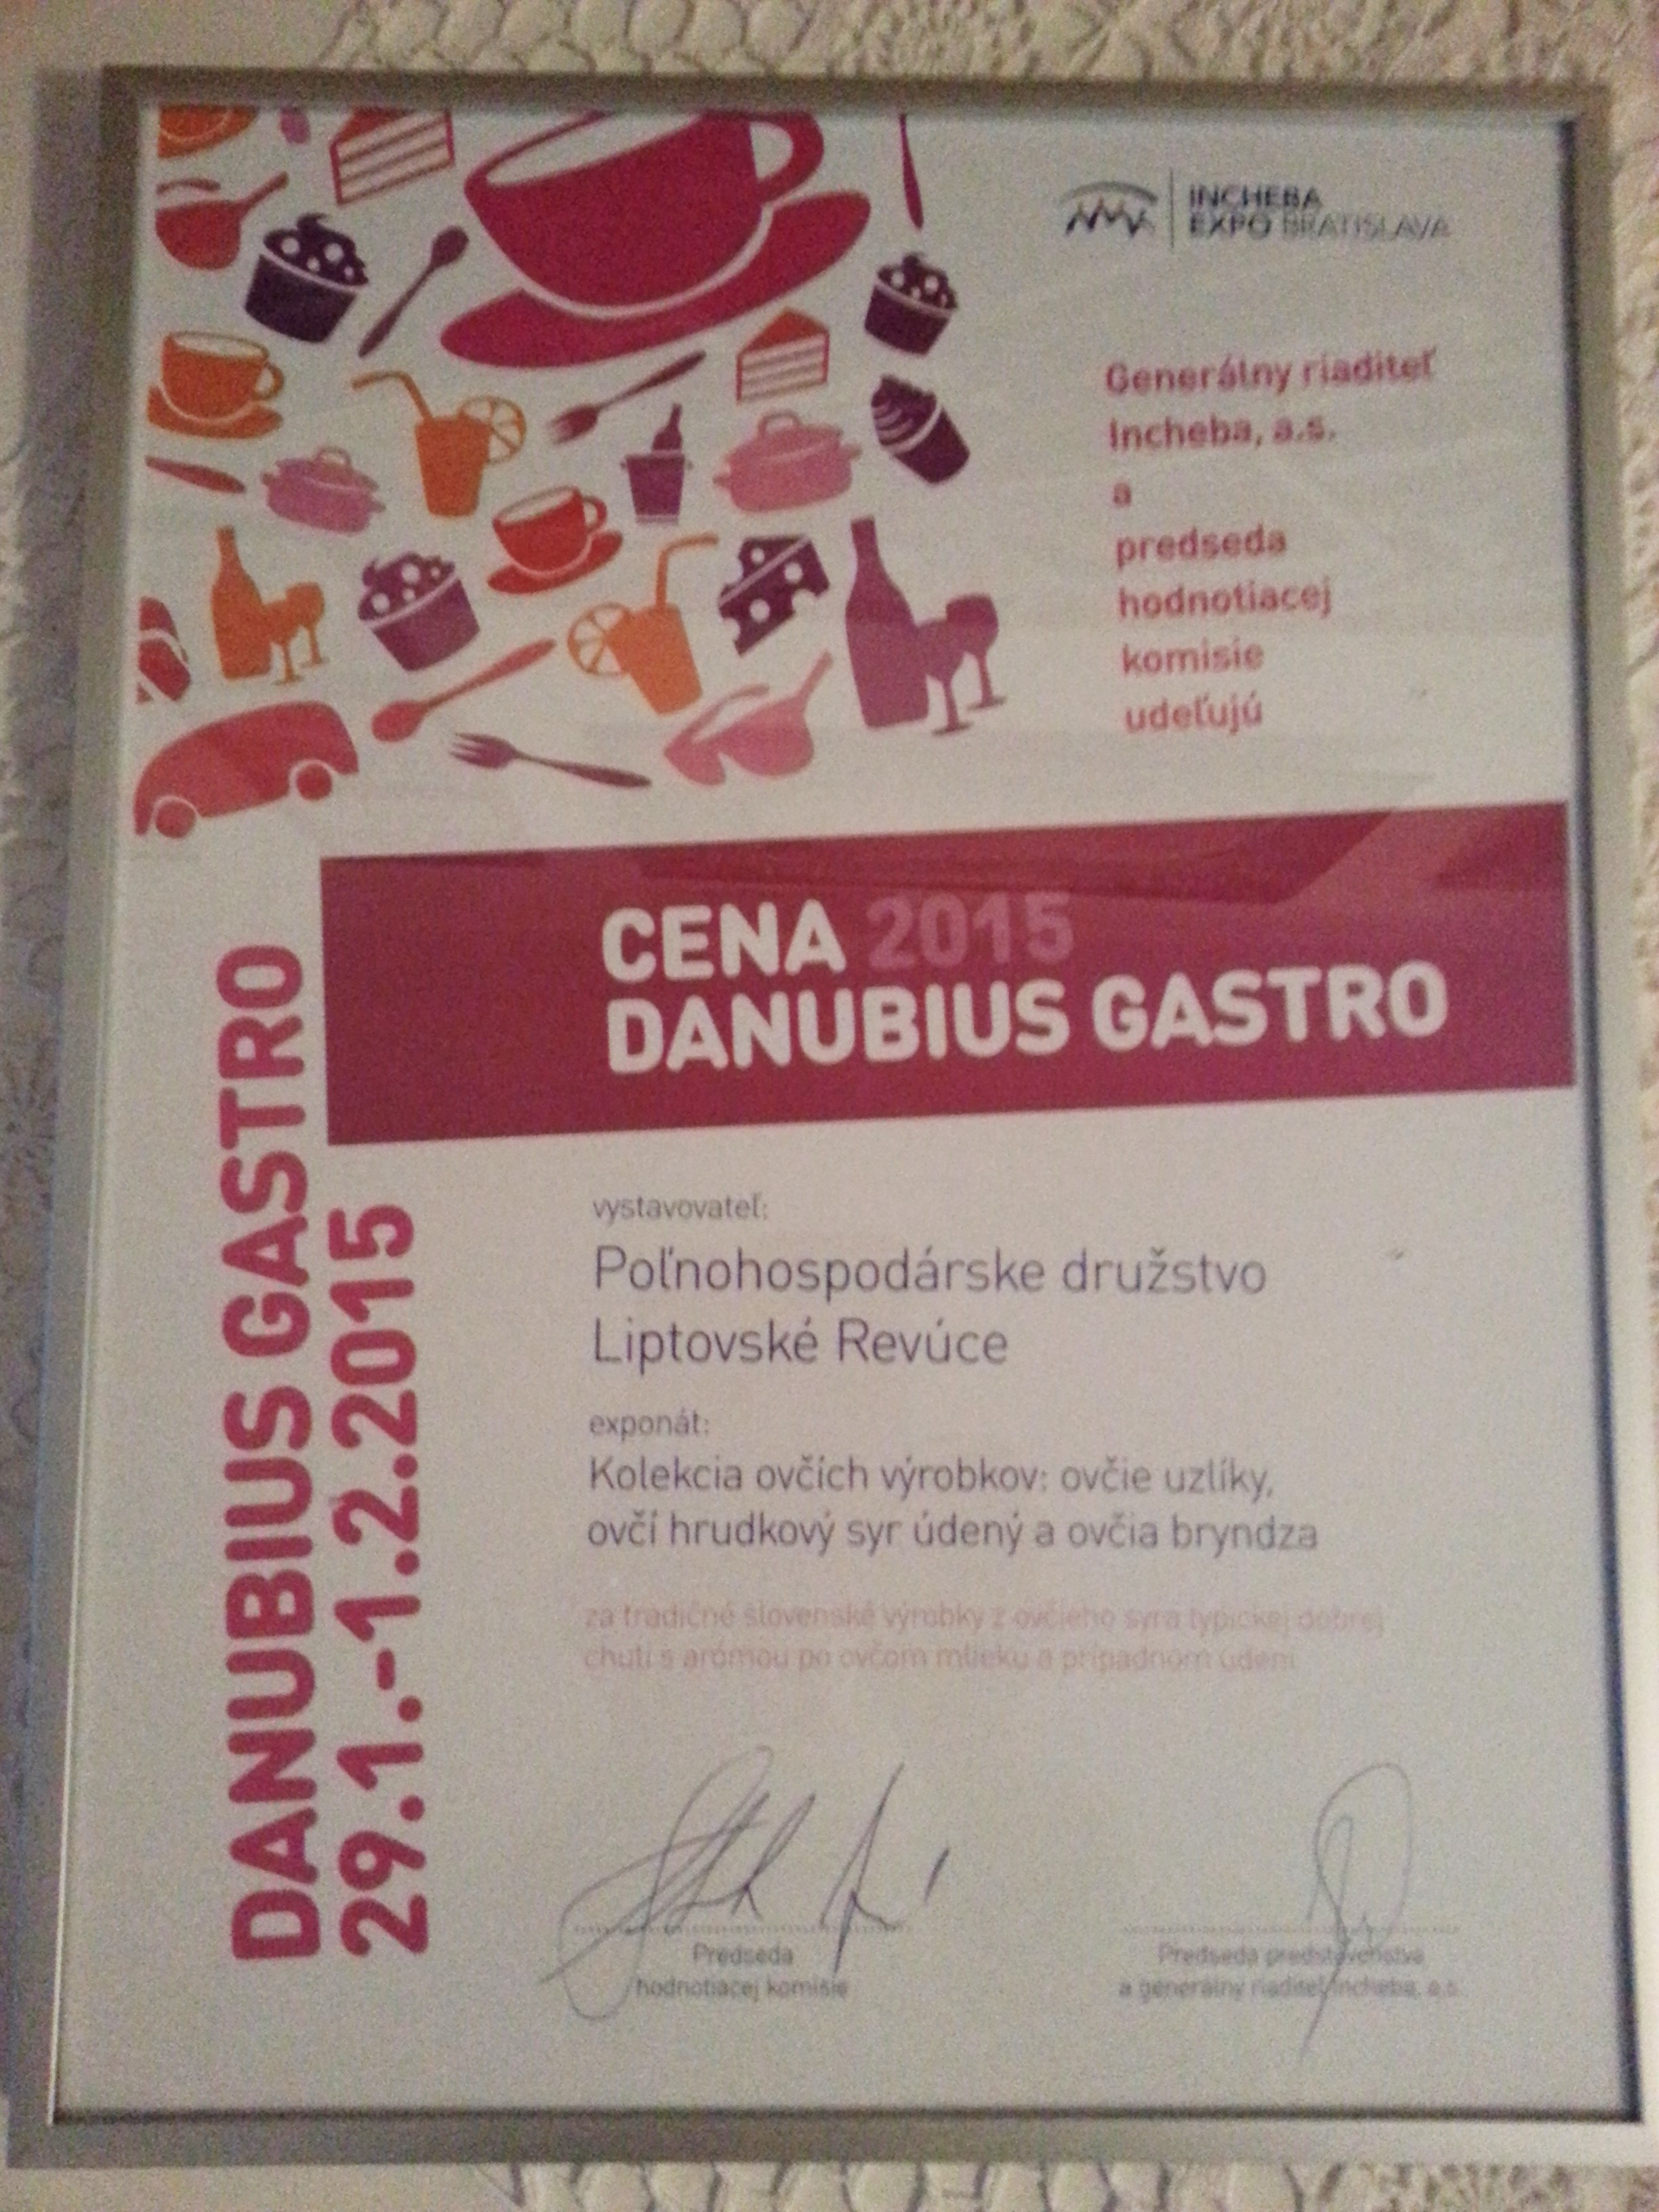 INCHEBA
EXPO BRATISLAVA
Generálny riaditeľ
Incheba, a.s.
a
predseda
hodnotiacej
komisie
udeľujú
CENA 2015
DANUBIUS GASTRO
DANUBIUS GASTRO
29.1.-1.2.2015
vystavovateľ:
Poľnohospodárske družstvo
Liptovské Revúce
exponát:
Kolekcia ovčích výrobkov: ovčie uzlíky,
ovčí hrudkový syr údený a ovčia bryndza
za tradičné slovenské výrobky z ovčieho syra typickej dobrej
chuti s arómou po ovčom mlieku a prípadnom údení
Predseda
hodnotiacej komisie
Predseda predstavenstva
a generálny riaditeľ Incheba, a.s.